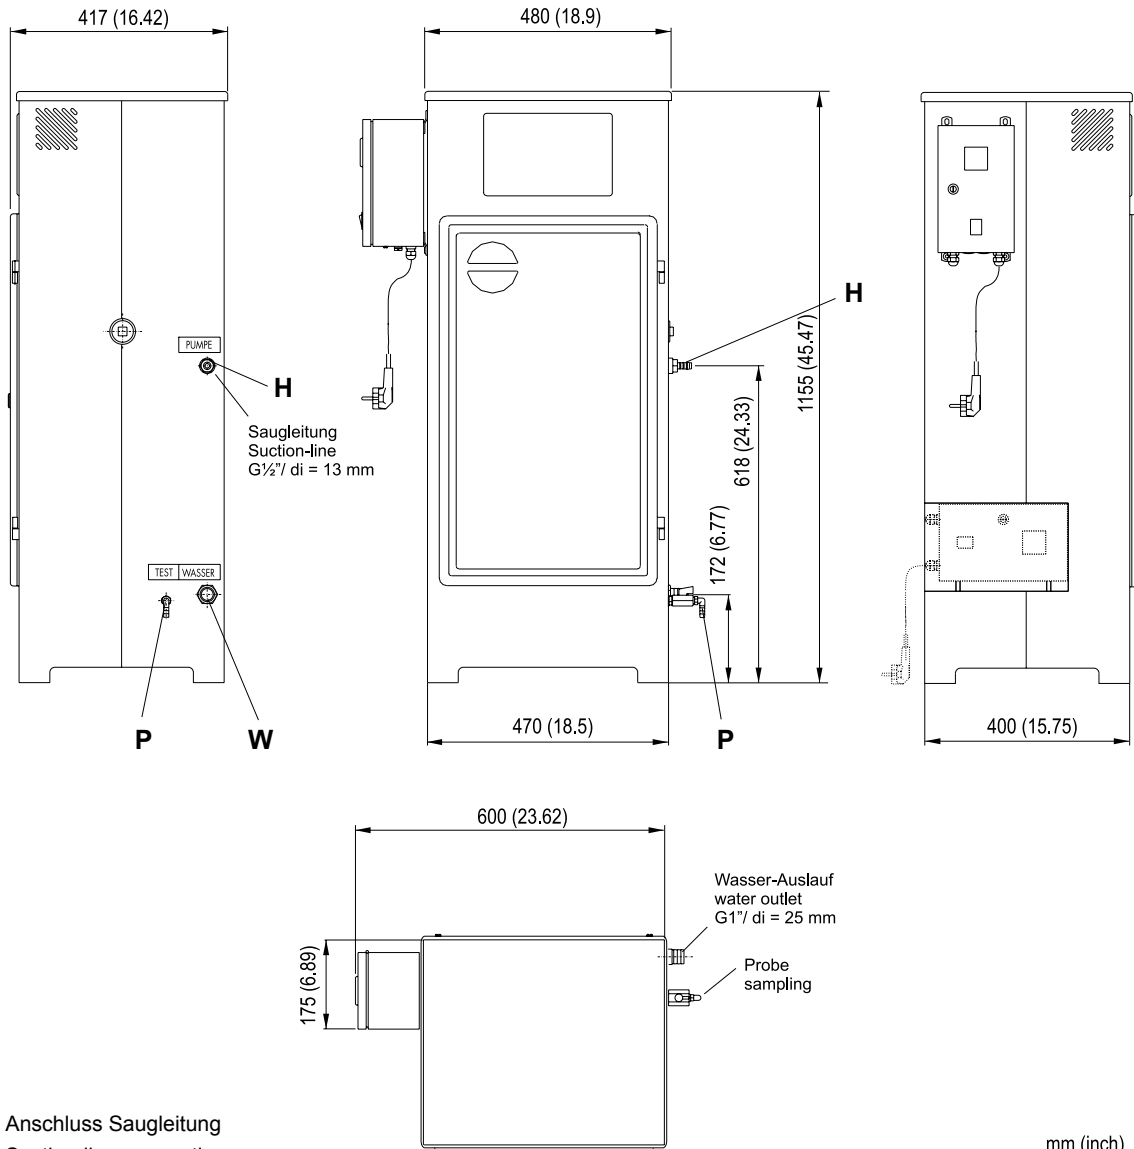 417 (16.42)
480 (18.9)
H
PUMPE
H
Saugleitung
Suction-line
G½"/ di = 13 mm
1155 (45.47)
618 (24.33)
172 (6.77)
TEST WASSER
P
W
470 (18.5)
P
400 (15.75)
600 (23.62)
Wasser-Auslauf
water outlet
G1"/ di = 25 mm
175 (6.89)
Probe
sampling
Anschluss Saugleitung
mm (inch)